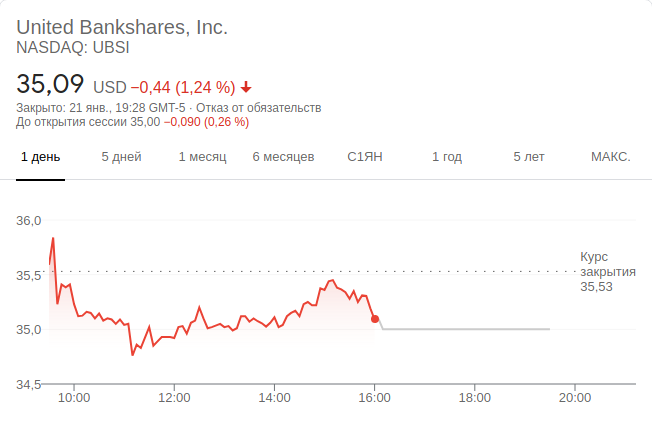 United Bankshares, Inc.
NASDAQ: UBSI
35,09 USD −0,44 (1,24 %)
Закрыто: 21 янв., 19:28 GMT-5 · Отказ от обязательств
До открытия сессии 35,00 −0,090 (0,26 %)
1 день 5 дней 1 месяц 6 месяцев С1ЯН 1 год 5 лет МАКС.
36,0
Курс
35,5 закрытия
35,53
35,0
34,5
10:00 12:00 14:00 16:00 18:00 20:00